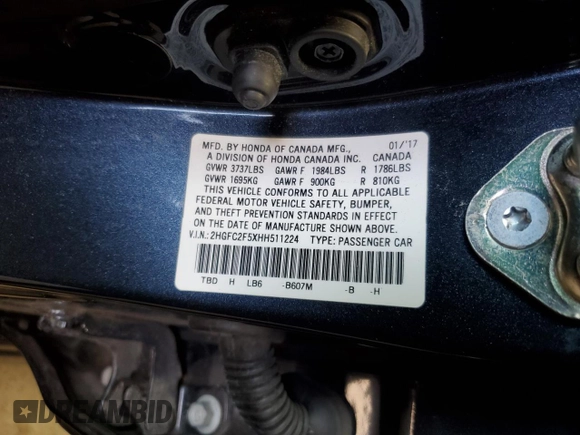 MFD. BY HONDA OF CANADA MFG., 01/'17
A DIVISION OF HONDA CANADA INC. CANADA
GVWR 3737LBS GAWR F 1984LBS R 1786LBS
GVWR 1695KG GAWR F 900KG R 810KG
THIS VEHICLE CONFORMS TO ALL APPLICABLE
FEDERAL MOTOR VEHICLE SAFETY, BUMPER,
AND THEFT PREVENTION STANDARDS IN EFFECT
ON THE DATE OF MANUFACTURE SHOWN ABOVE.
V.I.N.: 2HGFC2F5XHH511224 TYPE: PASSENGER CAR
TBD H LB6 -B607M -B -H
DREAMBID